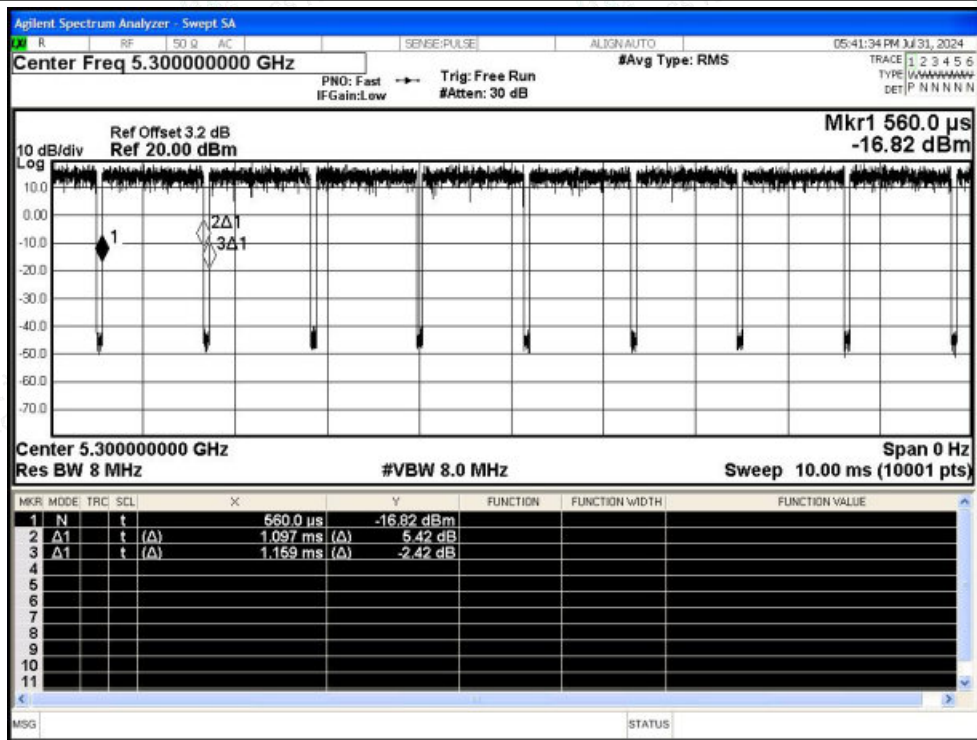 Agilent Spectrum Analyzer - Swept SA
LXI R RF 50 Ω AC SENSE:PULSE ALIGNAUTO 05:41:34 PM Jul 31, 2024
Center Freq 5.300000000 GHz #Avg Type: RMS TRACE 1 2 3 4 5 6
PNO: Fast Trig: Free Run TYPE
IFGain:Low #Atten: 30 dB DET P N N N N N
Mkr1 560.0 µs
Ref Offset 3.2 dB
10 dB/div Ref 20.00 dBm -16.82 dBm
Log
10.0
0.00
2Δ1
1
-10.0 3Δ1
-20.0
-30.0
-40.0
-50.0
-60.0
-70.0
Center 5.300000000 GHz Span 0 Hz
Res BW 8 MHz #VBW 8.0 MHz Sweep 10.00 ms (10001 pts)
MKR MODE TRC SCL X Y FUNCTION FUNCTION WIDTH FUNCTION VALUE
1 N t 560.0 µs -16.82 dBm
2 Δ1 t (Δ) 1.097 ms (Δ) 5.42 dB
3 Δ1 t (Δ) 1.159 ms (Δ) -2.42 dB
4
5
6
7
8
9
10
11
MSG STATUS